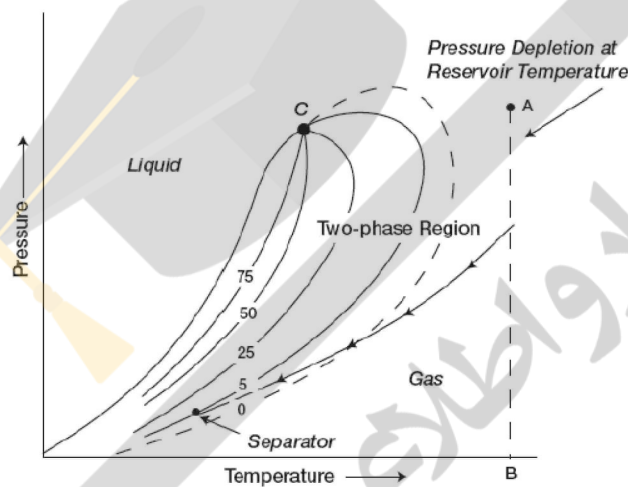 Pressure Depletion at
Reservoir Temperature
C
A
Liquid
Two-phase Region
Pressure
75
50
25
5
0
Gas
Separator
Temperature
B